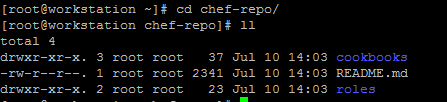 [root@workstation ~]# cd chef-repo/
[root@workstation chef-repo]# ll
total 4
drwxr-xr-x. 3 root root   37 Jul 10 14:03 cookbooks
-rw-r--r--. 1 root root 2341 Jul 10 14:03 README.md
drwxr-xr-x. 2 root root   23 Jul 10 14:03 roles